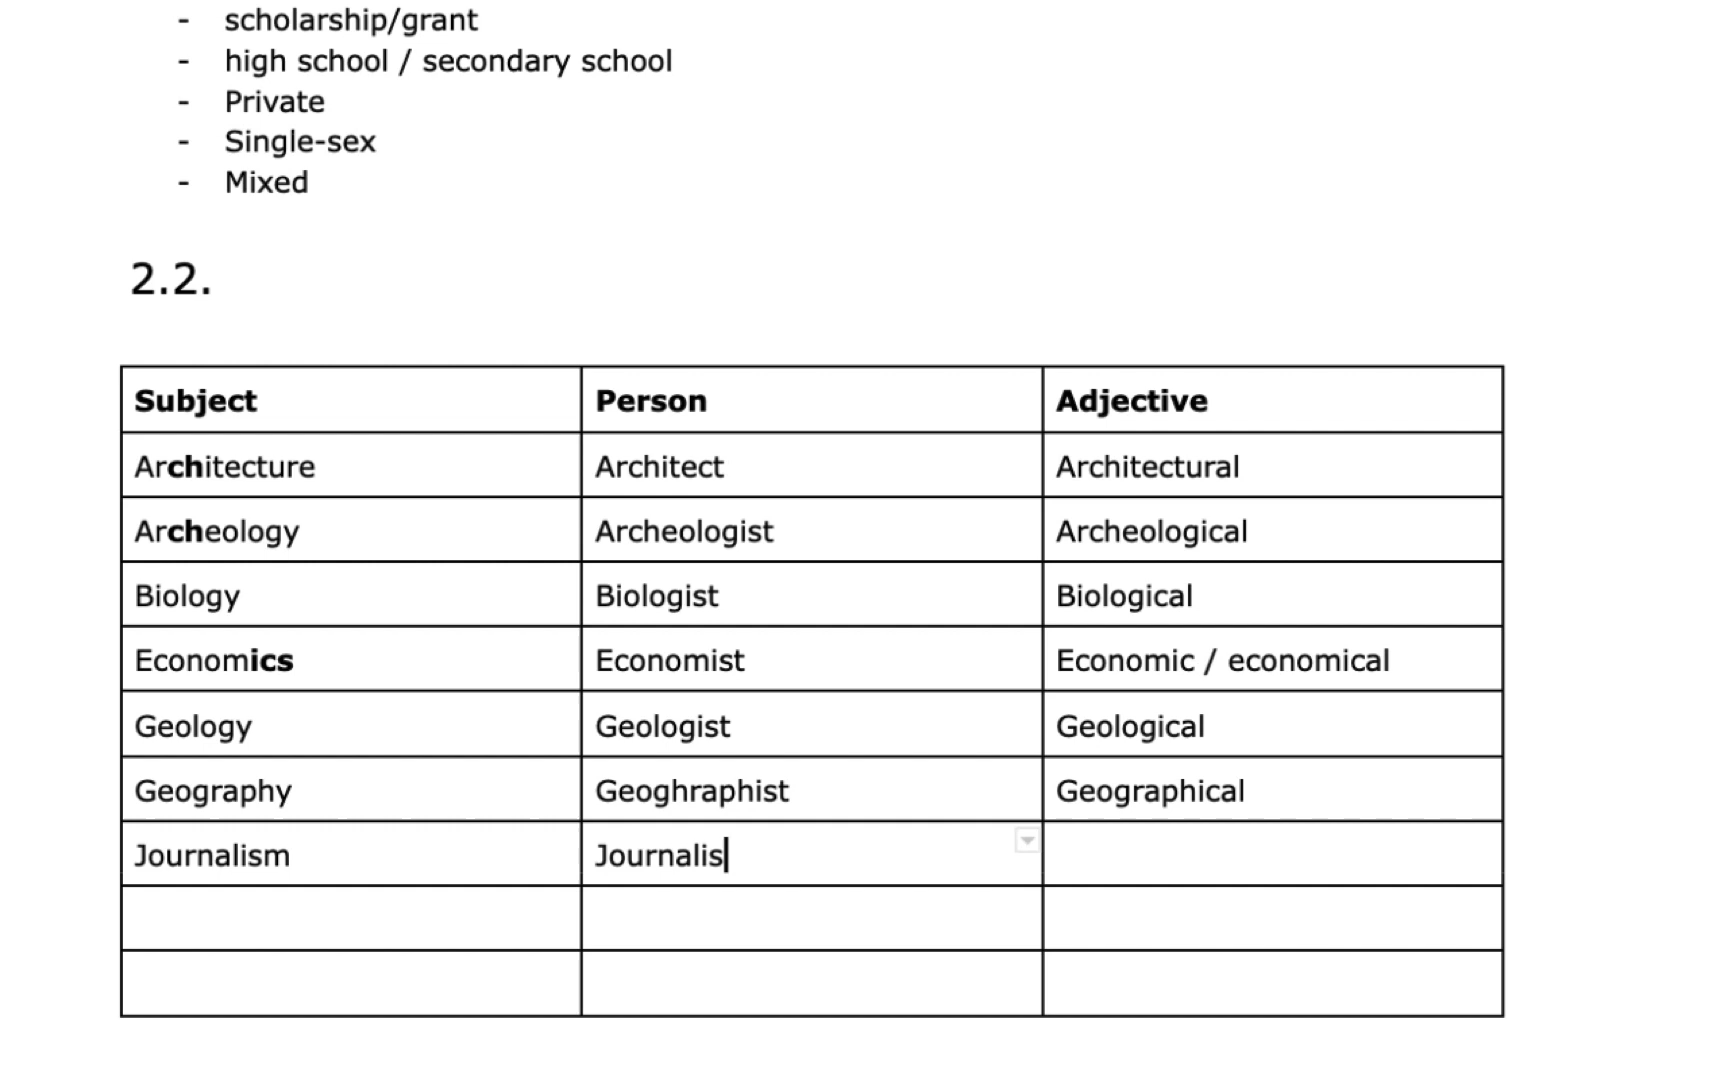 - scholarship/grant
- high school / secondary school
- Private
- Single-sex
- Mixed
2.2.
Subject Person Adjective
Architecture Architect Architectural
Archeology Archeologist Archeological
Biology Biologist Biological
Economics Economist Economic / economical
Geology Geologist Geological
Geography Geoghraphist Geographical
Journalism Journalis